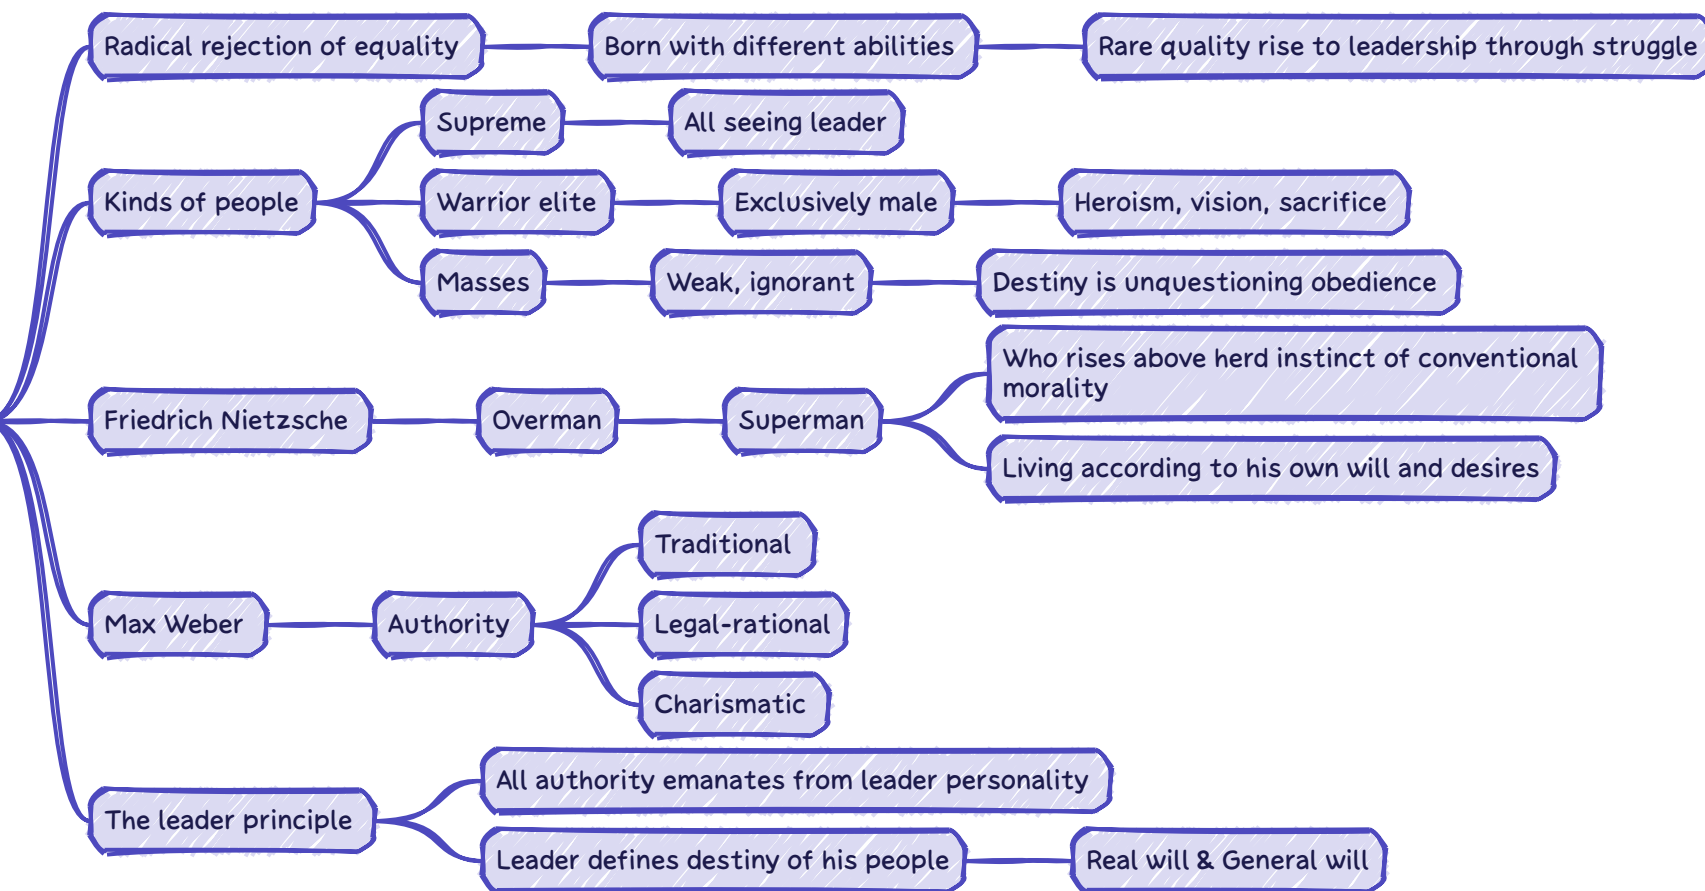 Radical rejection of equality
Born with different abilities
Rare quality rise to leadership through struggle
Kinds of people
Supreme
All seeing leader
Warrior elite
Exclusively male
Heroism, vision, sacrifice
Masses
Weak, ignorant
Destiny is unquestioning obedience
Friedrich Nietzsche
Overman
Superman
Who rises above herd instinct of conventional
morality
Living according to his own will and desires
Max Weber
Authority
Traditional
Legal-rational
Charismatic
The leader principle
All authority emanates from leader personality
Leader defines destiny of his people
Real will & General will